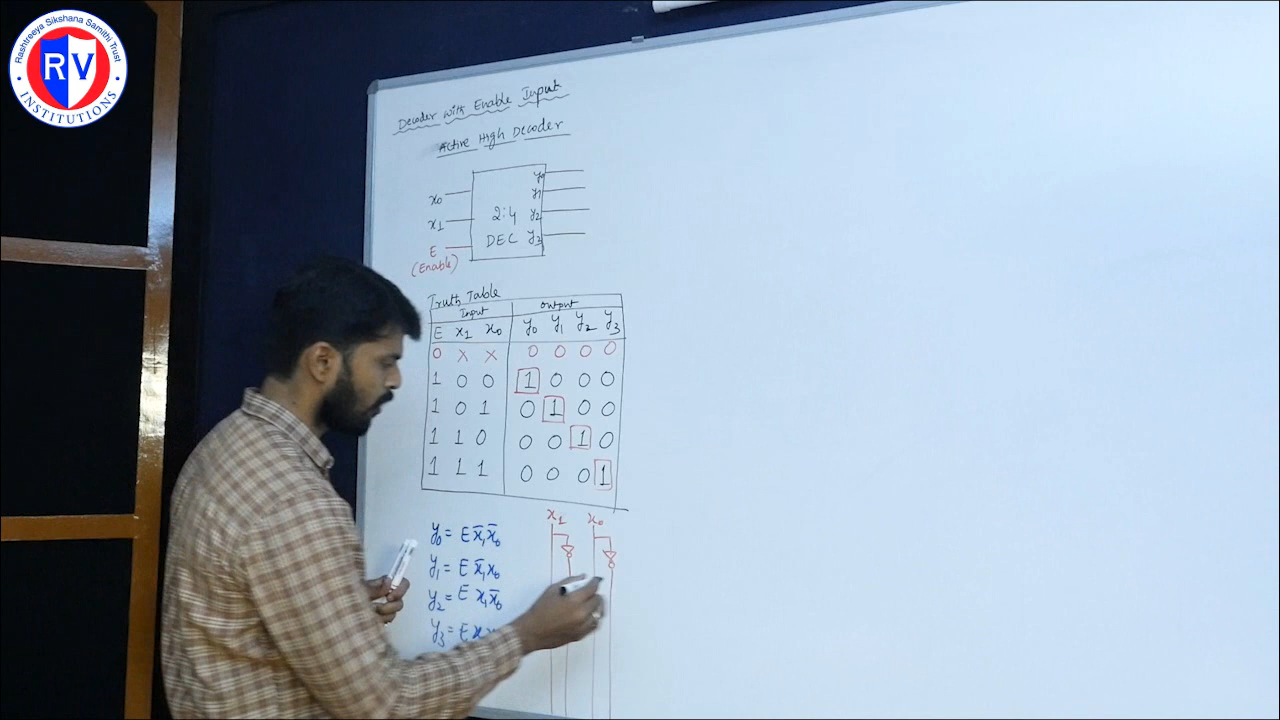 Rashtreeya Sikshana Samithi Trust
RV
INSTITUTIONS
Decoder with Enable Input
Active High Decoder
x₀
x₁
E
(Enable)
2:4
DEC
y₀
y₁
y₂
y₃
Truth Table
Input Output
E x₁ x₀ y₀ y₁ y₂ y₃
0 x x 0 0 0 0
1 0 0 1 0 0 0
1 0 1 0 1 0 0
1 1 0 0 0 1 0
1 1 1 0 0 0 1
y₀ = E x̄₁ x̄₀
y₁ = E x̄₁ x₀
y₂ = E x₁ x̄₀
y₃ = E x
x₁ x₀